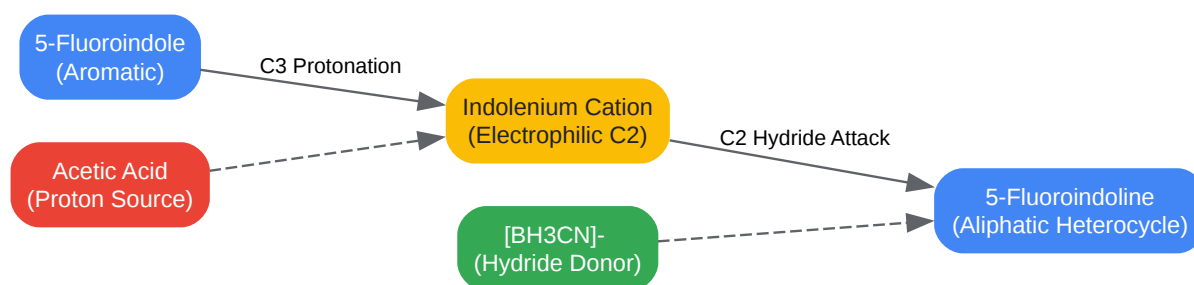 5-Fluoroindole
(Aromatic)
C3 Protonation
Acetic Acid
(Proton Source)
Indolenium Cation
(Electrophilic C2)
C2 Hydride Attack
[BH3CN]-
(Hydride Donor)
5-Fluoroindoline
(Aliphatic Heterocycle)